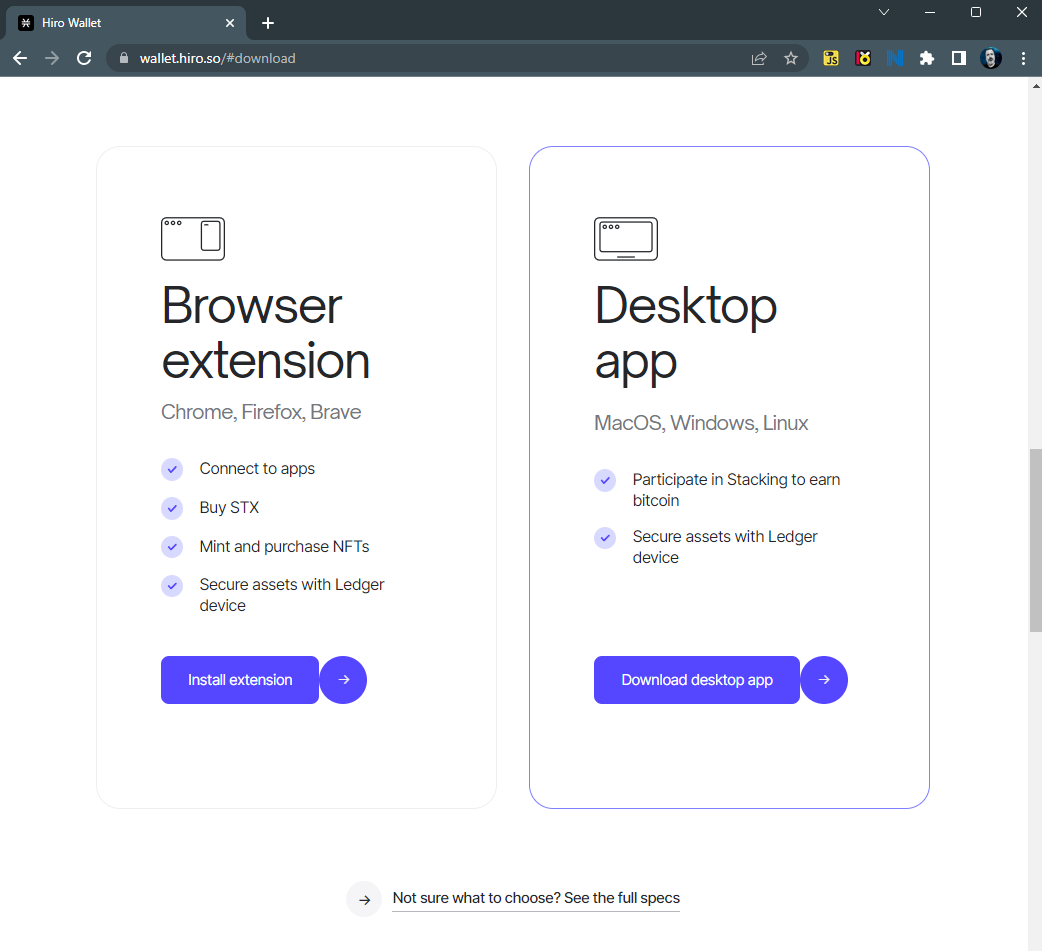 Hiro Wallet
wallet.hiro.so/#download
JS
Browser
extension
Chrome, Firefox, Brave
Connect to apps
Buy STX
Mint and purchase NFTs
Secure assets with Ledger
device
Install extension
Desktop
app
MacOS, Windows, Linux
Participate in Stacking to earn
bitcoin
Secure assets with Ledger
device
Download desktop app
Not sure what to choose? See the full specs